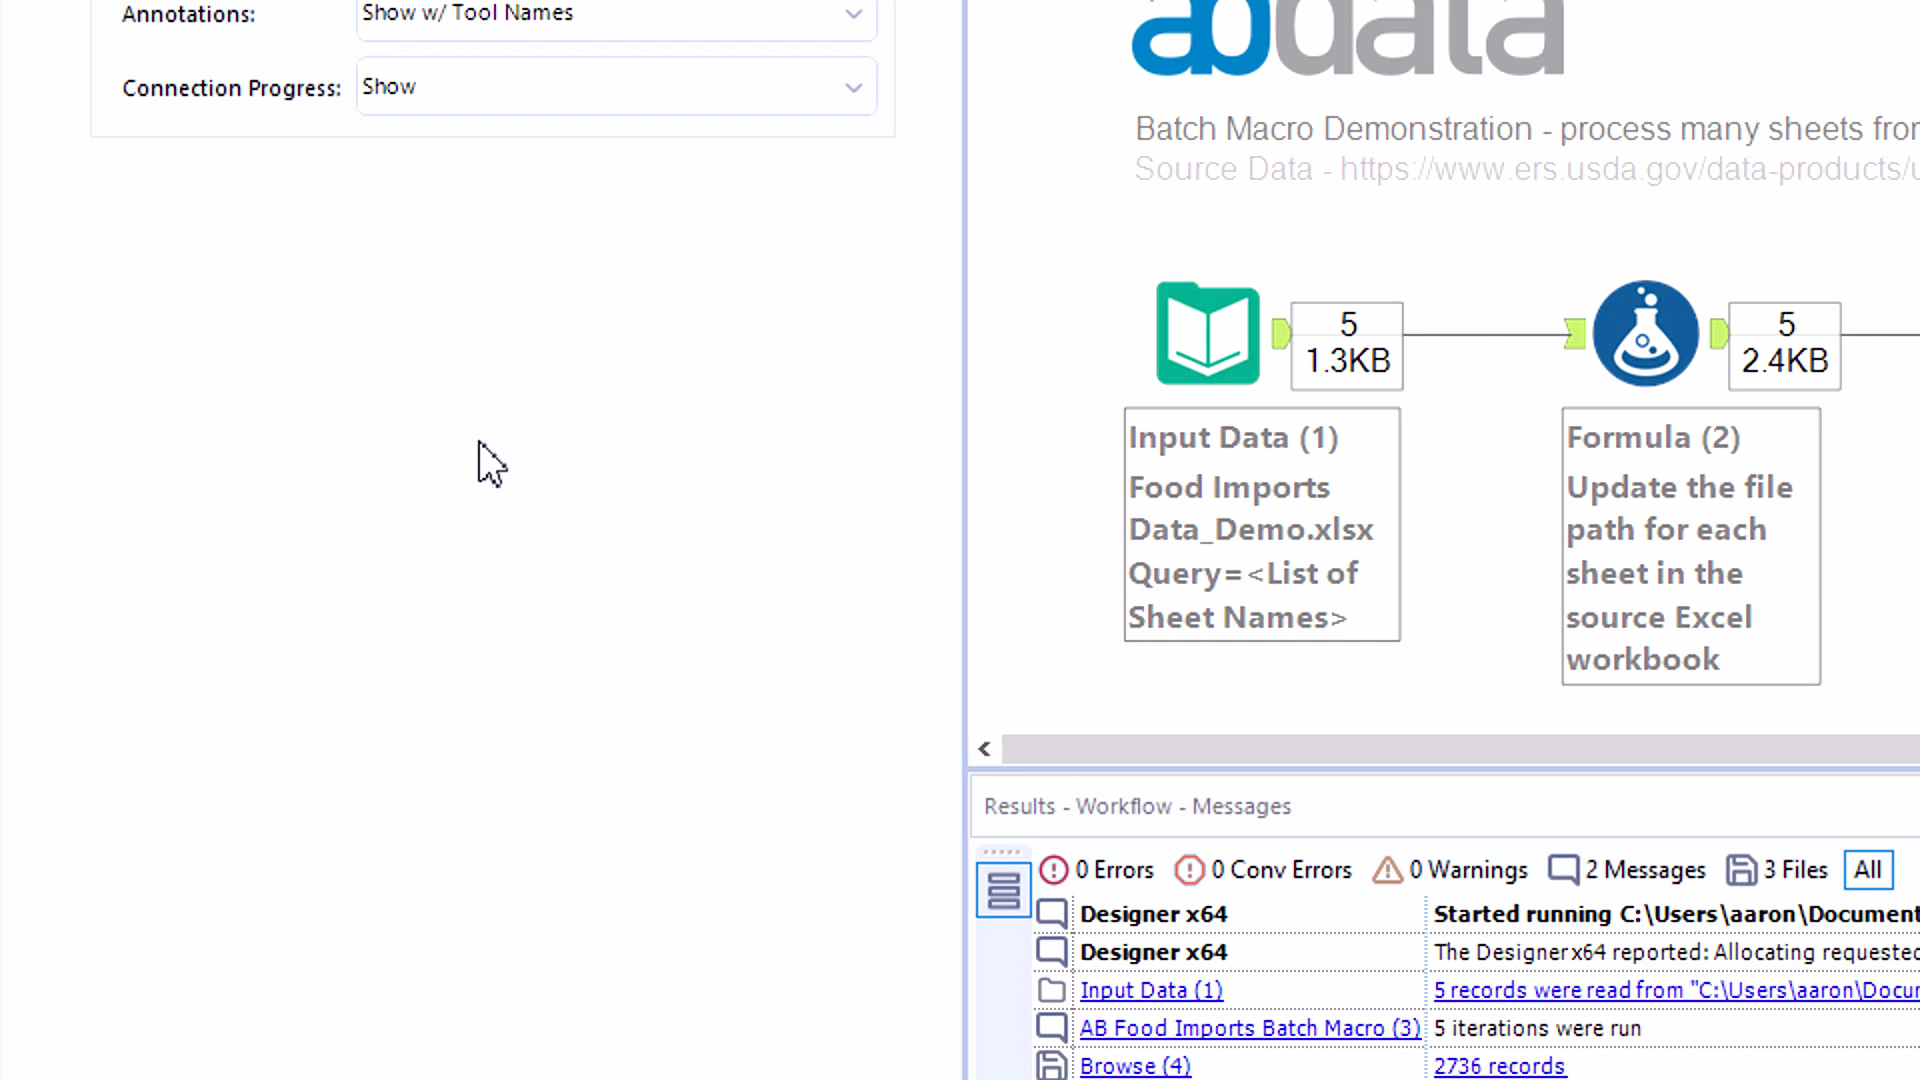 Annotations:
Show w/ Tool Names
Connection Progress:
Show
abdata
Batch Macro Demonstration - process many sheets
Source Data - https://www.ers.usda.gov/data-products/
5
1.3KB
5
2.4KB
Input Data (1)
Food Imports
Data_Demo.xlsx
Query=<List of
Sheet Names>
Formula (2)
Update the file
path for each
sheet in the
source Excel
workbook
Results - Workflow - Messages
0 Errors
0 Conv Errors
0 Warnings
2 Messages
3 Files
All
Designer x64
Started running C:\Users\aaron\Document
Designer x64
The Designer x64 reported: Allocating requested
Input Data (1)
5 records were read from "C:\Users\aaron\Docu
AB Food Imports Batch Macro (3)
5 iterations were run
Browse (4)
2736 records